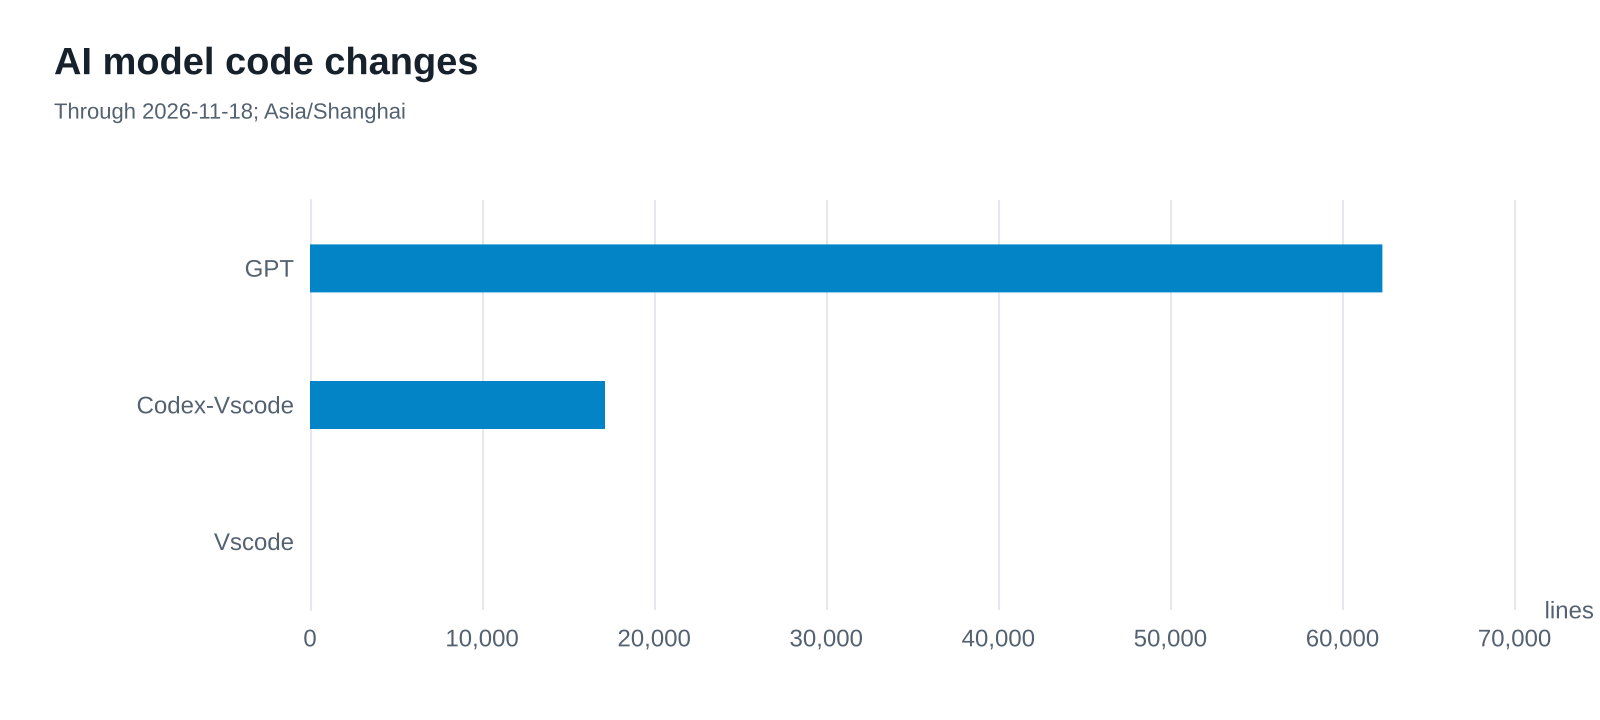 AI model code changes
Through 2026-11-18; Asia/Shanghai
GPT
Codex-Vscode
Vscode
lines
0 10,000 20,000 30,000 40,000 50,000 60,000 70,000